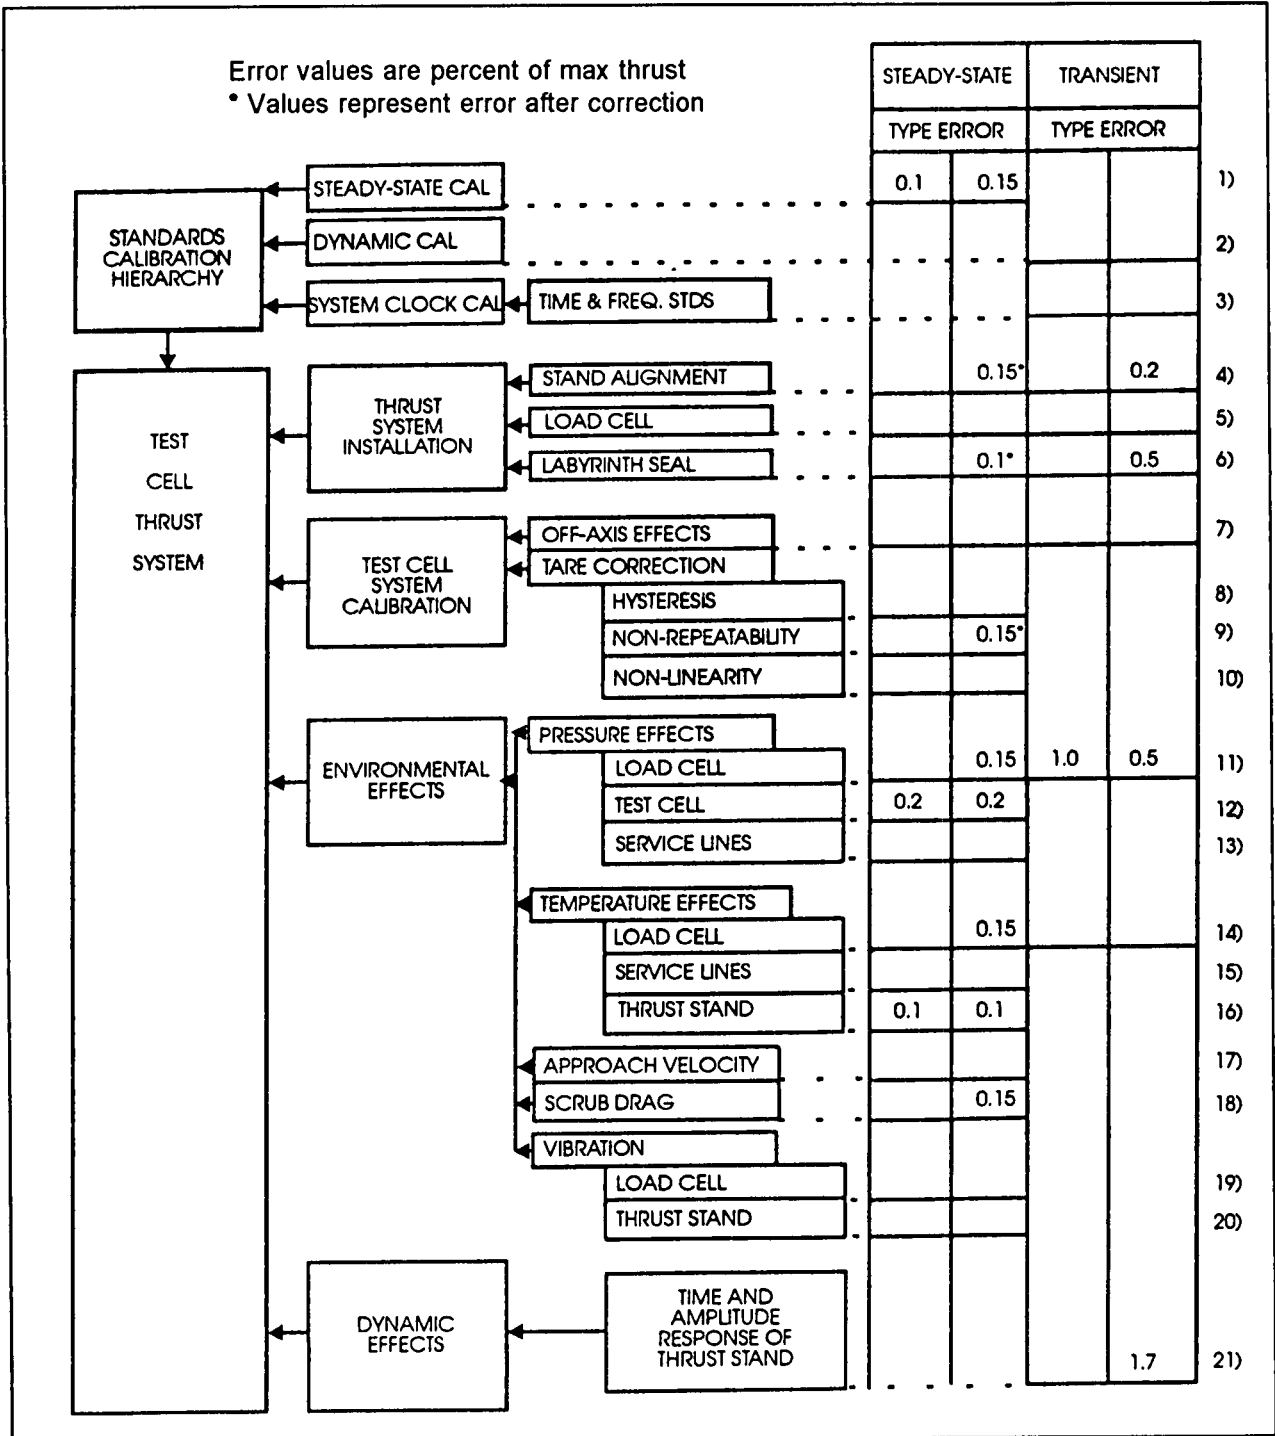 Error values are percent of max thrust
* Values represent error after correction
STEADY-STATE
TRANSIENT
TYPE ERROR
TYPE ERROR
STEADY-STATE CAL
0.1
0.15
1)
STANDARDS
CALIBRATION
HIERARCHY
DYNAMIC CAL
2)
SYSTEM CLOCK CAL
TIME & FREQ. STDS
3)
TEST
CELL
THRUST
SYSTEM
THRUST
SYSTEM
INSTALLATION
STAND ALIGNMENT
0.15*
0.2
4)
LOAD CELL
5)
LABYRINTH SEAL
0.1*
0.5
6)
TEST CELL
SYSTEM
CALIBRATION
OFF-AXIS EFFECTS
7)
TARE CORRECTION
HYSTERESIS
8)
NON-REPEATABILITY
0.15*
9)
NON-LINEARITY
10)
ENVIRONMENTAL
EFFECTS
PRESSURE EFFECTS
LOAD CELL
0.15
1.0
0.5
11)
TEST CELL
0.2
0.2
12)
SERVICE LINES
13)
TEMPERATURE EFFECTS
LOAD CELL
0.15
14)
SERVICE LINES
15)
THRUST STAND
0.1
0.1
16)
APPROACH VELOCITY
17)
SCRUB DRAG
0.15
18)
VIBRATION
LOAD CELL
19)
THRUST STAND
20)
DYNAMIC
EFFECTS
TIME AND
AMPLITUDE
RESPONSE OF
THRUST STAND
1.7
21)